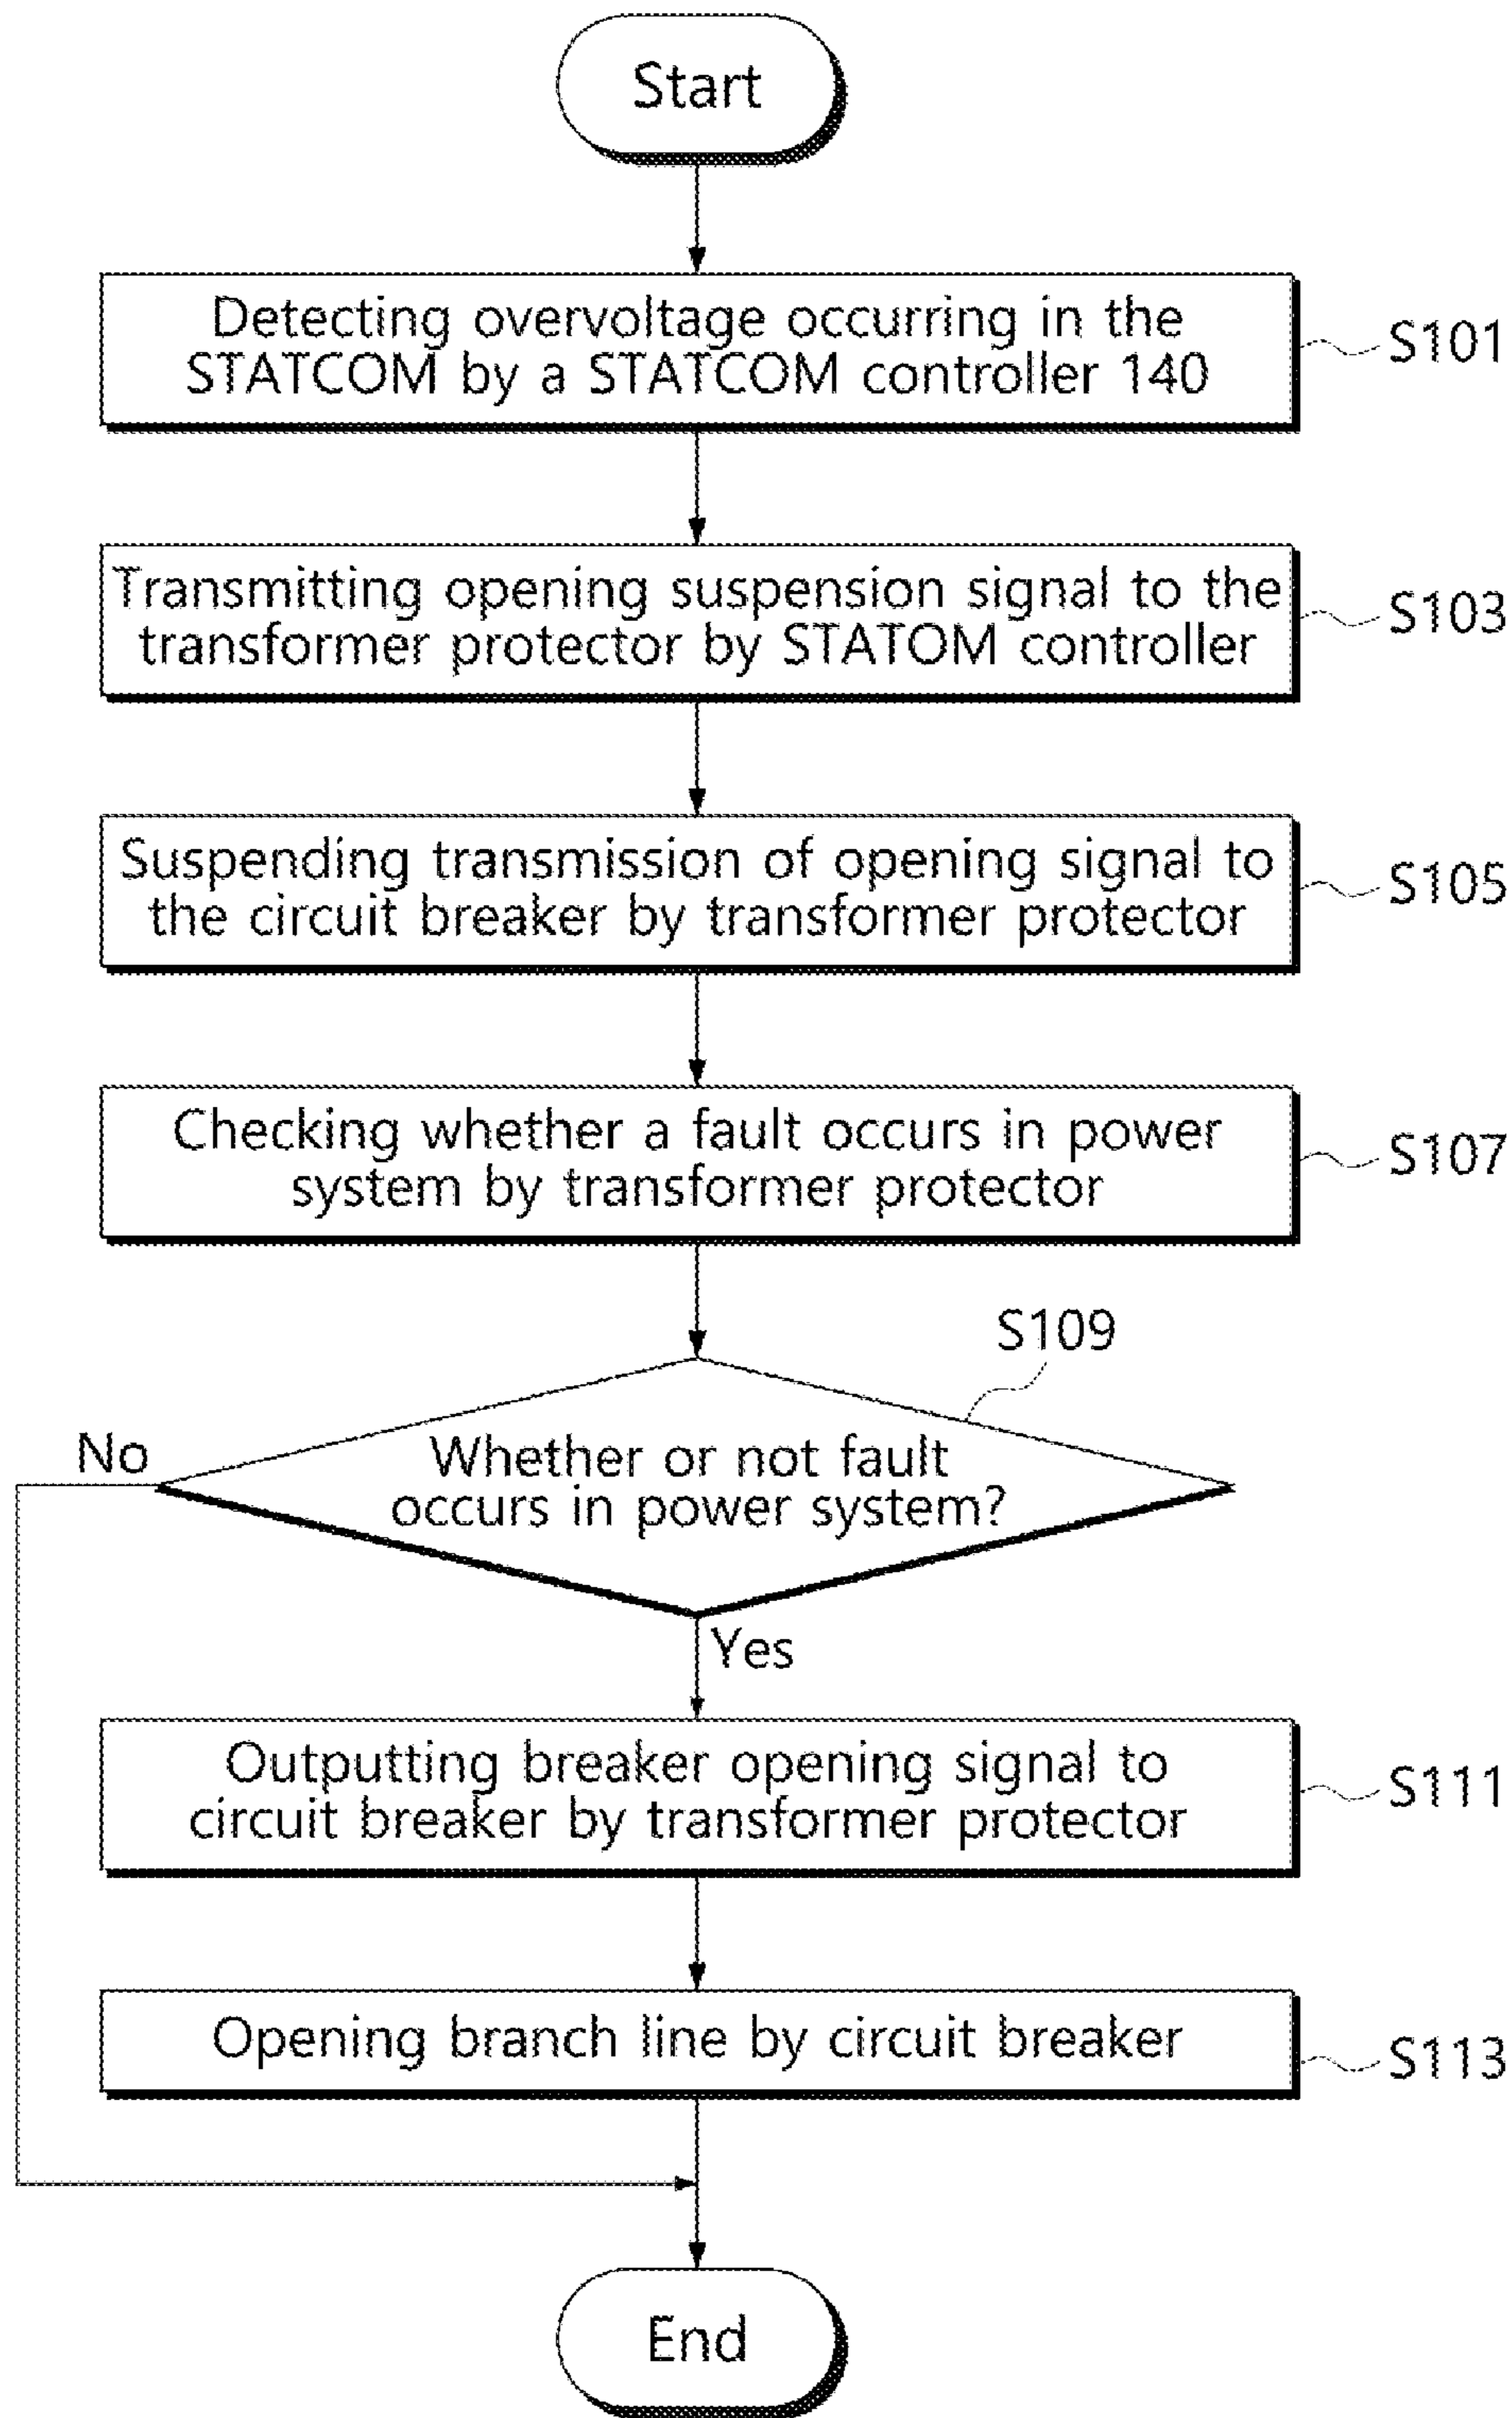 Start
Detecting overvoltage occurring in the
STATCOM by a STATCOM controller 140
S101
Transmitting opening suspension signal to the
transformer protector by STATOM controller
S103
Suspending transmission of opening signal to
the circuit breaker by transformer protector
S105
Checking whether a fault occurs in power
system by transformer protector
S107
S109
No
Whether or not fault
occurs in power system?
Yes
Outputting breaker opening signal to
circuit breaker by transformer protector
S111
Opening branch line by circuit breaker
S113
End